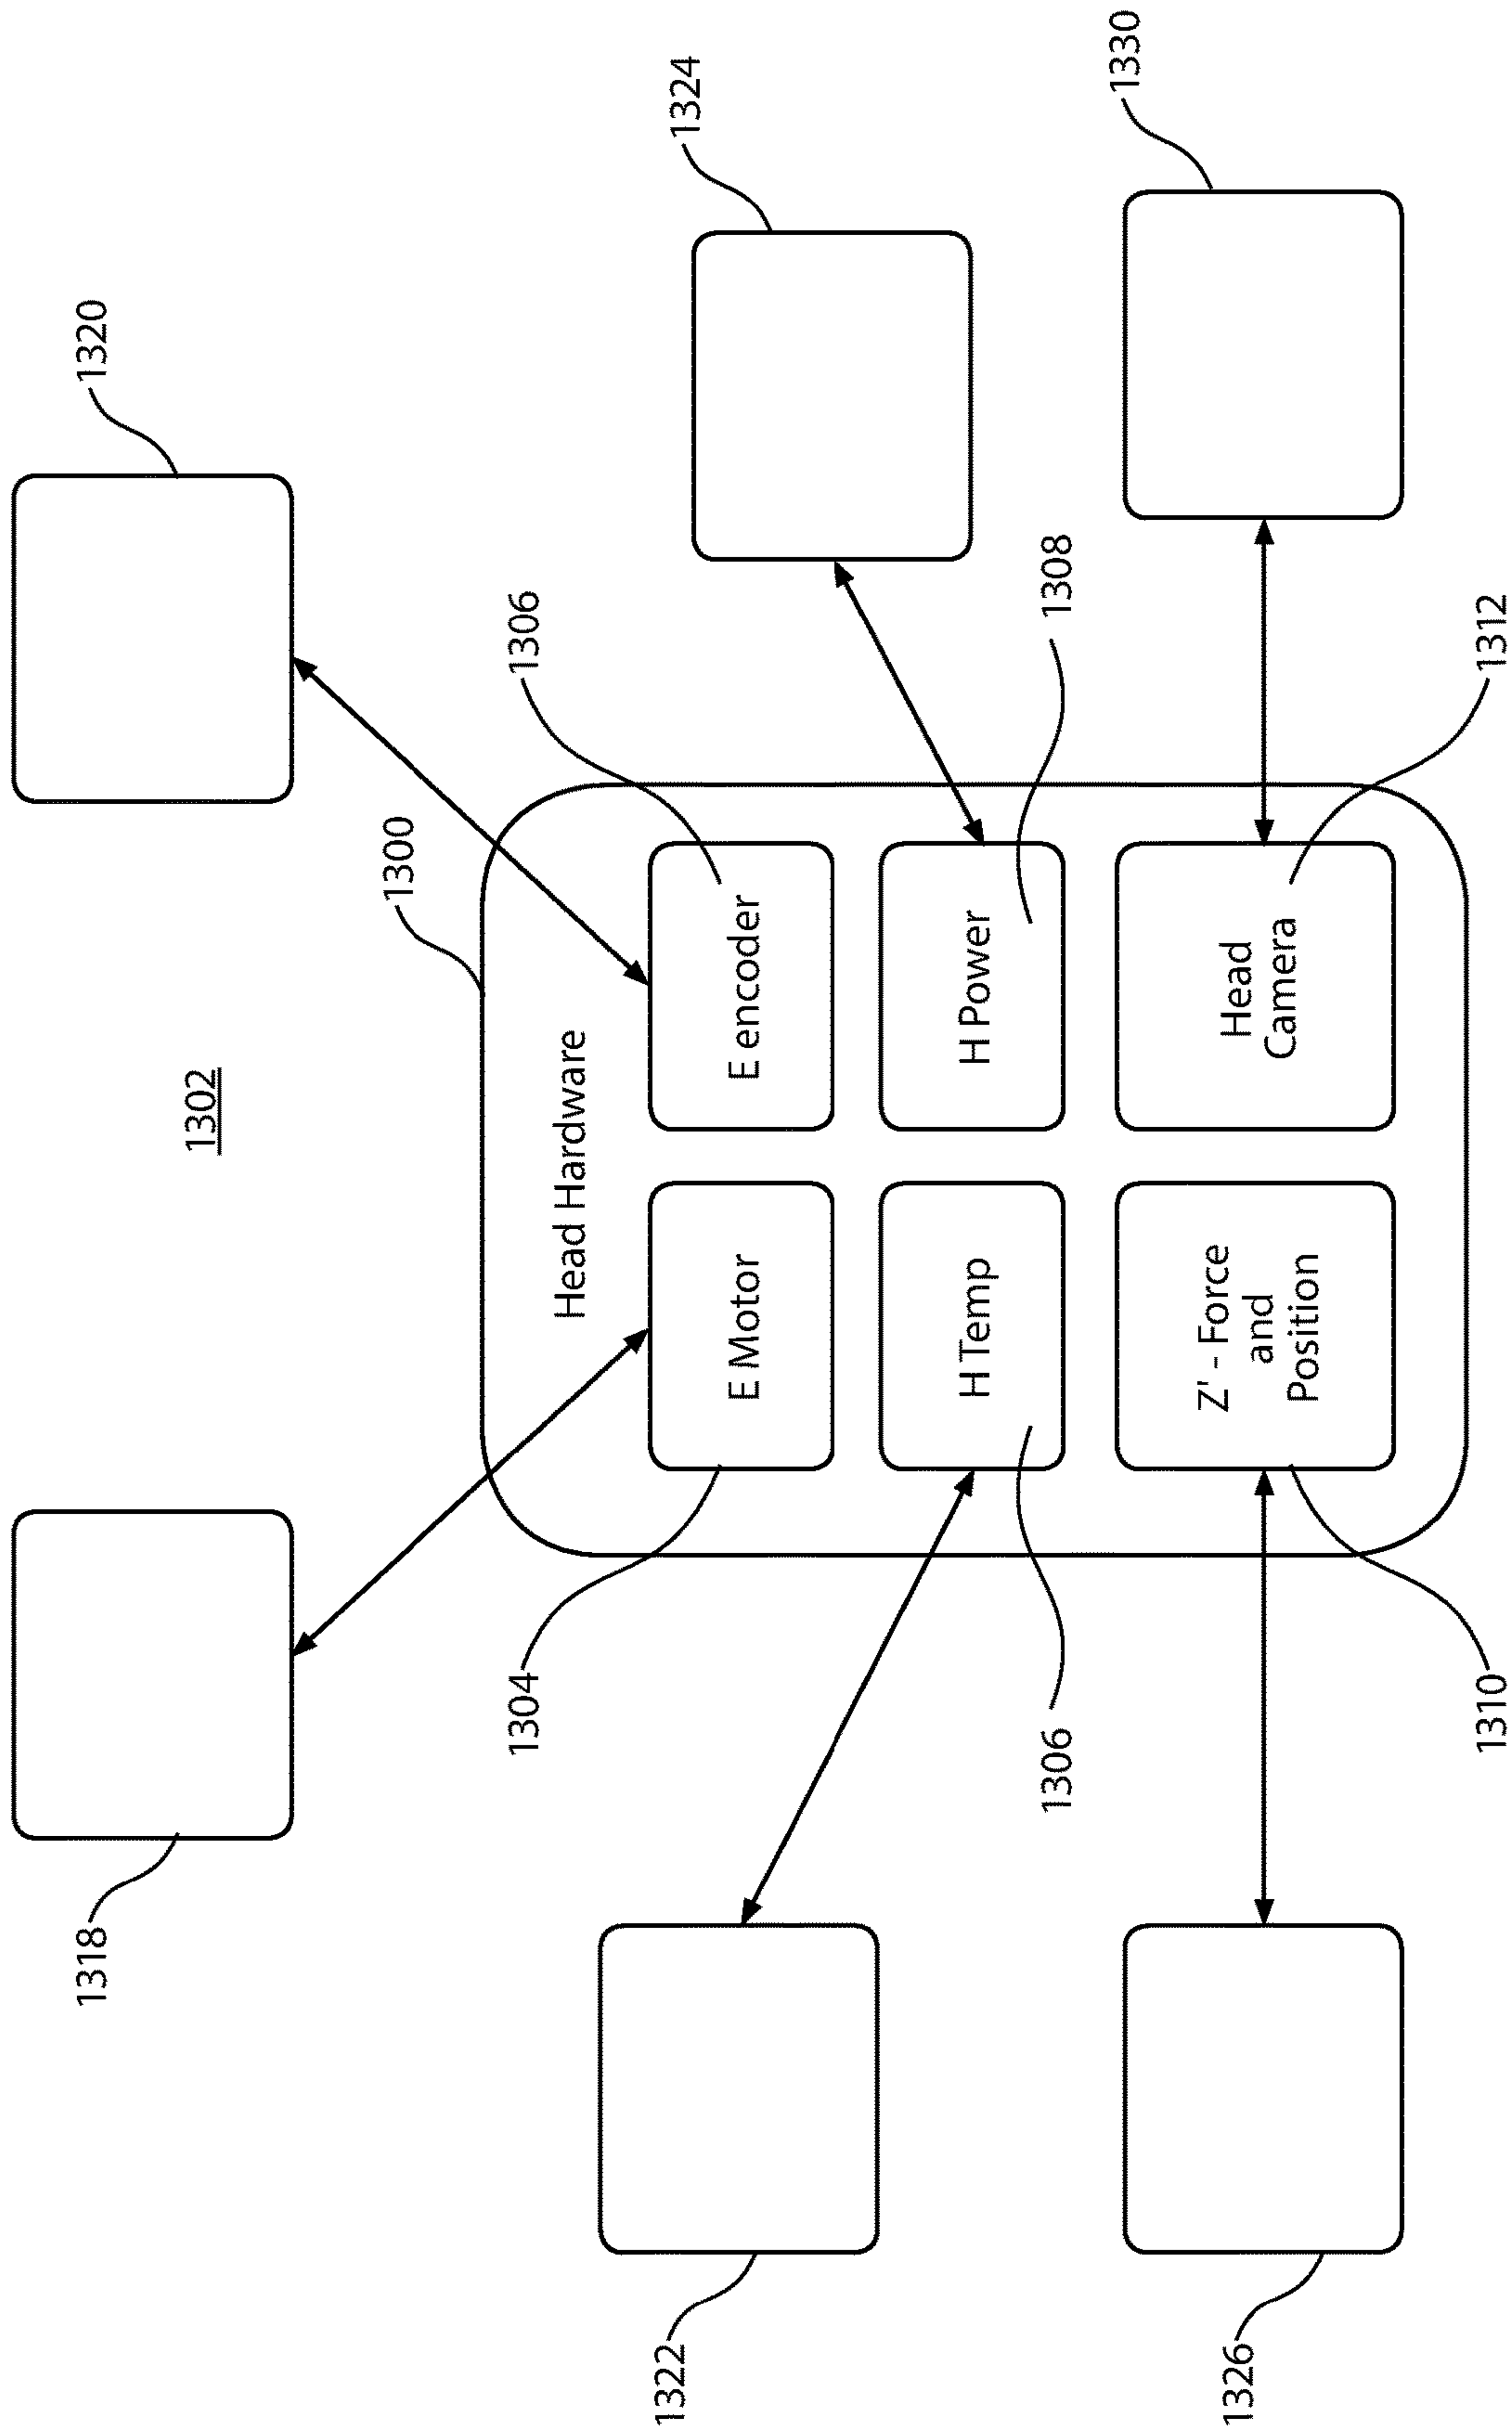 1302
1318
1320
1300
Head Hardware
1304
1306
E Motor
E encoder
1322
1324
H Temp
H Power
1306
1308
Z' - Force
and
Position
Head
Camera
1326
1330
1310
1312